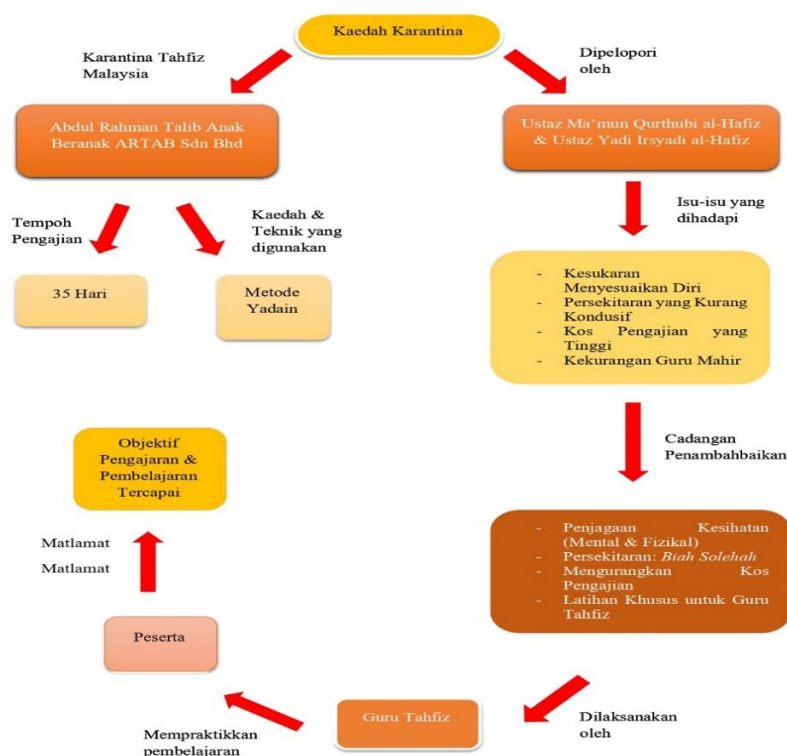 Kaedah Karantina
Karantina Tahfiz
Malaysia
Dipelopori
oleh
Abdul Rahman Talib Anak
Beranak ARTAB Sdn Bhd
Ustaz Ma'mun Qurthubi al-Hafiz
& Ustaz Yadi Irsyadi al-Hafiz
Tempoh
Pengajian
Kaedah &
Teknik yang
digunakan
Isu-isu yang
dihadapi
35 Hari
Metode
Yadain
- Kesukaran
Menyesuaikan Diri
- Persekitaran yang Kurang
Kondusif
- Kos Pengajian yang
Tinggi
- Kekurangan Guru Mahir
Cadangan
Penambahbaikan
Objektif
Pengajaran &
Pembelajaran
Tercapai
Matlamat
Matlamat
- Penjagaan Kesihatan
(Mental & Fizikal)
- Persekitaran: Biah Solehah
- Mengurangkan Kos
Pengajian
- Latihan Khusus untuk Guru
Tahfiz
Peserta
Guru Tahfiz
Mempraktikkan
pembelajaran
Dilaksanakan
oleh